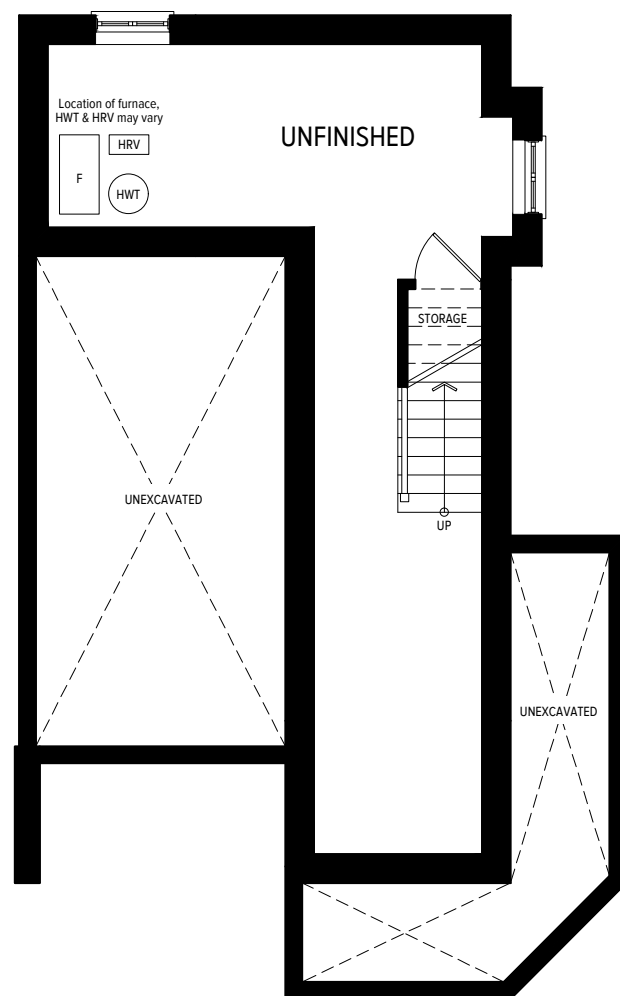 Location of furnace,
HWT & HRV may vary
UNFINISHED
HRV
F
HWT
STORAGE
UNEXCAVATED
UP
UNEXCAVATED